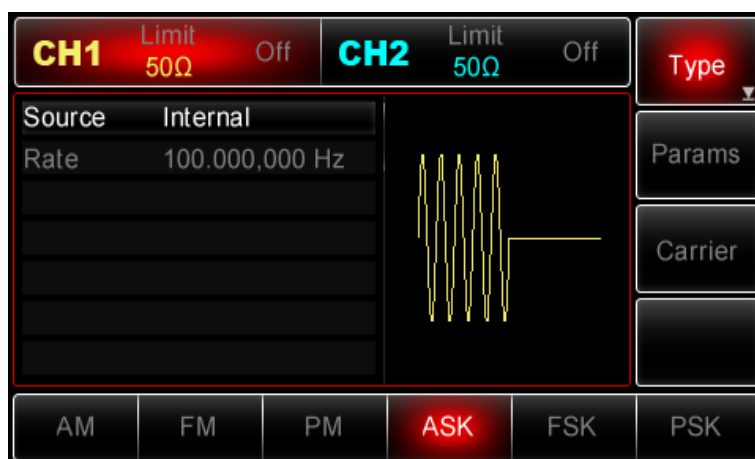 CH1 Limit Off 50Ω
CH2 Limit Off 50Ω
Type
Source Internal
Rate 100.000,000 Hz
Params
Carrier
AM FM PM ASK FSK PSK